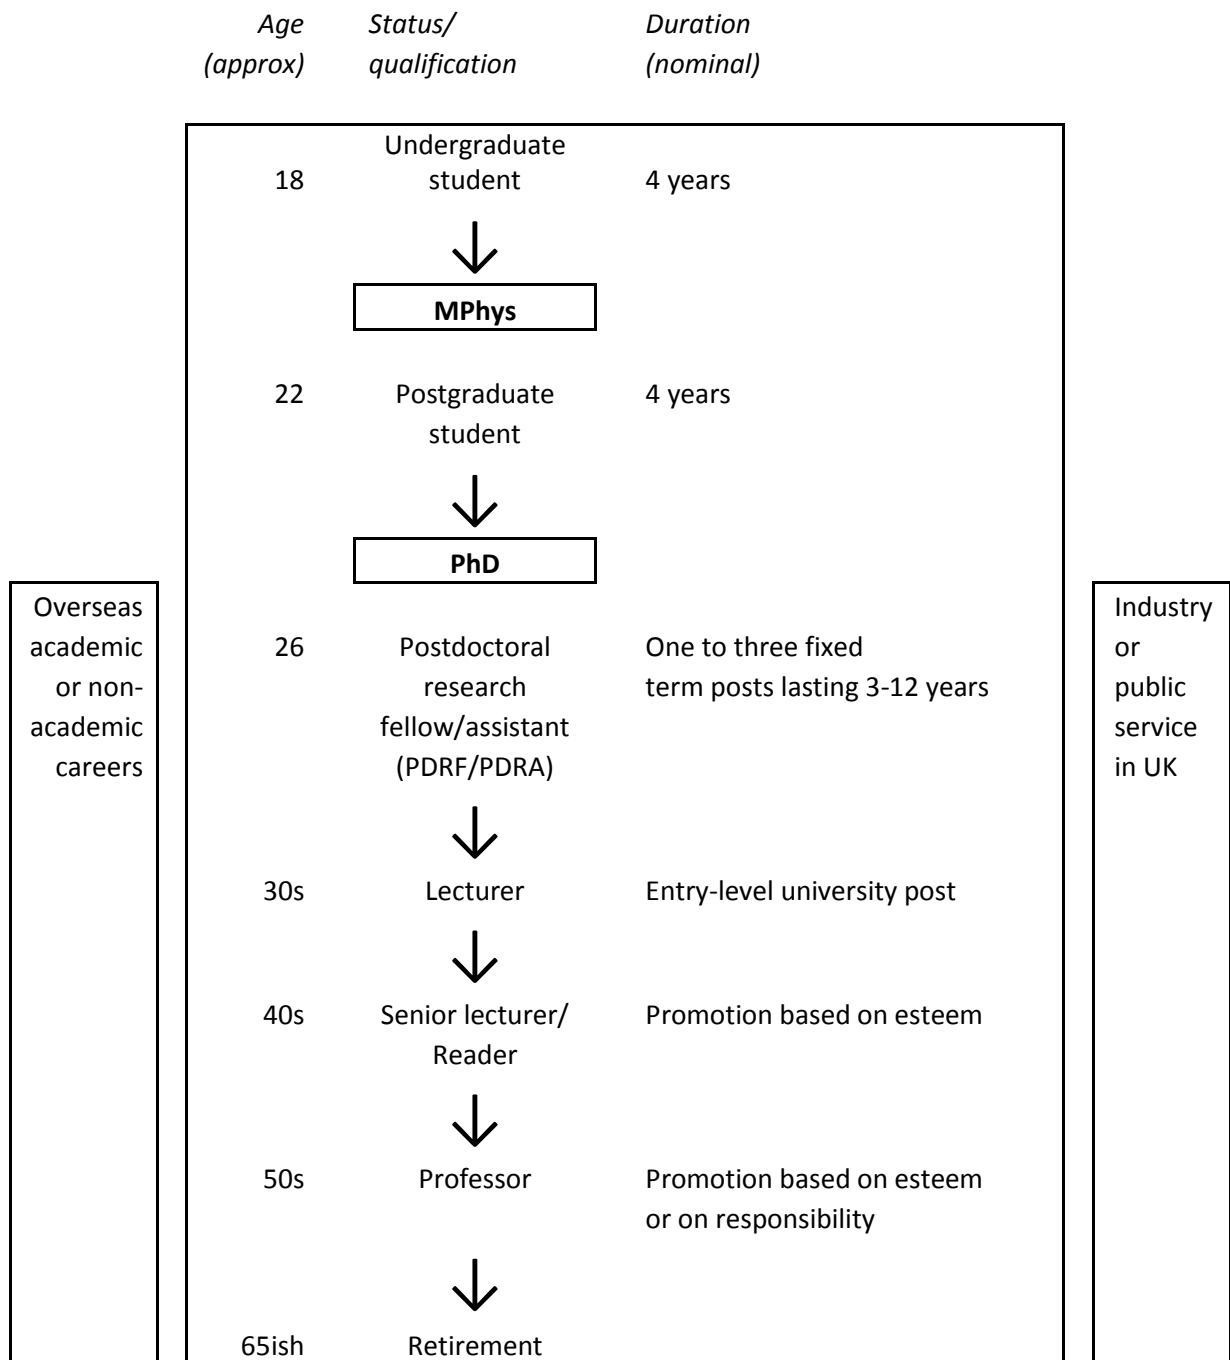 Age Status/ Duration
(approx) qualification (nominal)
Undergraduate
18 student 4 years
MPhys
22 Postgraduate 4 years
student
PhD
Overseas
academic
or non-
academic
careers
26 Postdoctoral One to three fixed
research term posts lasting 3-12 years
fellow/assistant
(PDRF/PDRA)
30s Lecturer Entry-level university post
40s Senior lecturer/ Promotion based on esteem
Reader
50s Professor Promotion based on esteem
or on responsibility
65ish Retirement
Industry
or
public
service
in UK